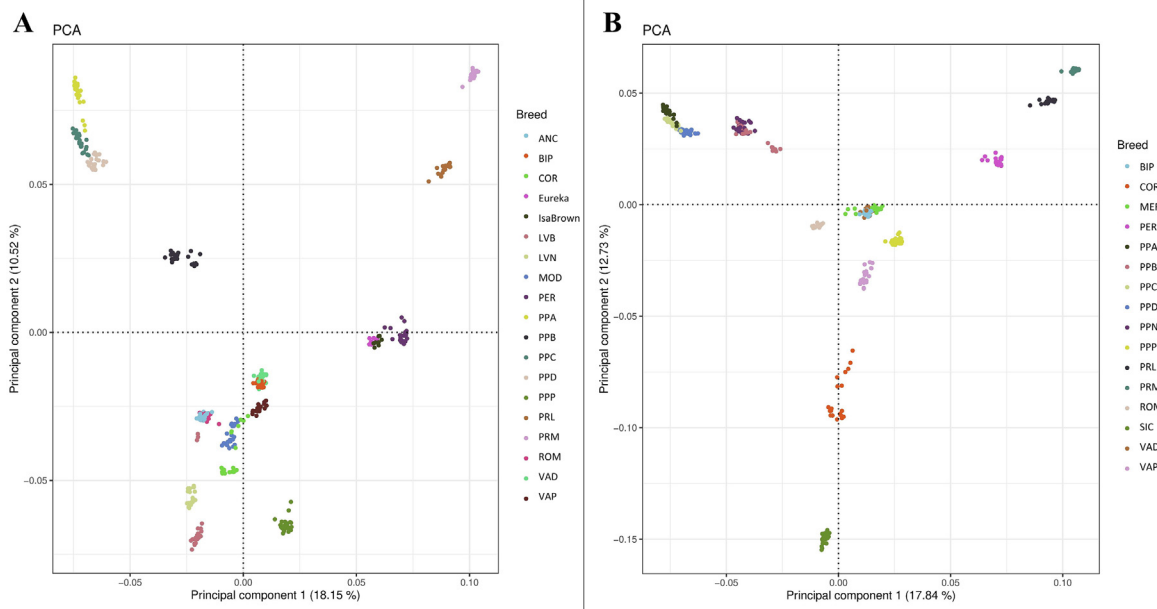 A
PCA
0.05
0.00
−0.05
Principal component 2 (10.52 %)
−0.05
0.00
0.05
0.10
Principal component 1 (18.15 %)
Breed
ANC
BIP
COR
Eureka
IsaBrown
LVB
LVN
MOD
PER
PPA
PPB
PPC
PPD
PPP
PRL
PRM
ROM
VAD
VAP
B
PCA
0.05
0.00
−0.05
−0.10
−0.15
Principal component 2 (12.73 %)
−0.05
0.00
0.05
0.10
Principal component 1 (17.84 %)
Breed
BIP
COR
PER
PPA
PPB
PPC
PPD
PPN
PPP
PRL
PRM
ROM
SIC
VAD
VAP